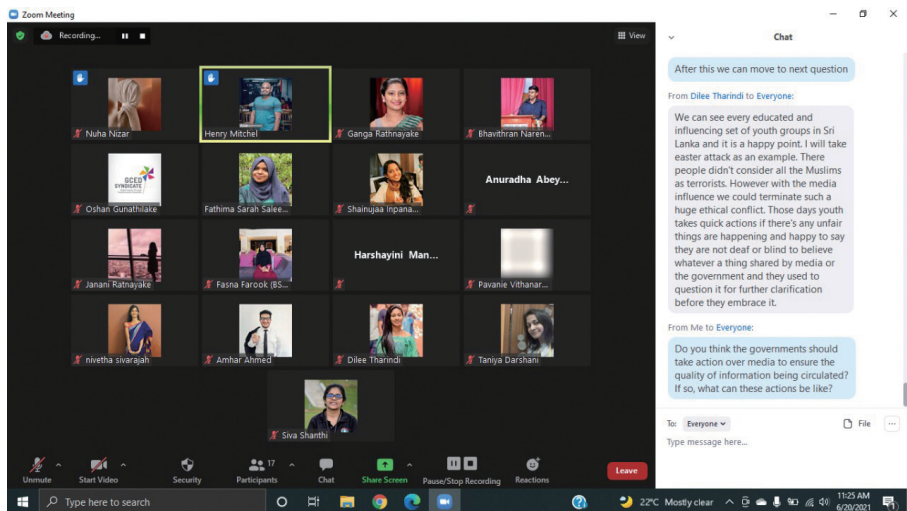 Zoom Meeting
Recording...
View
Nuha Nizar
Henry Mitchel
Ganga Rathnayake
Bhavithran Naren...
GCED
SYNDICATE
Oshan Gunathilake
Fathima Sarah Salee...
Shainujaa Inpana...
Anuradha Abey...
Janani Ratnayake
Fasna Farook (BS...
Harshayini Man...
Pavanie Vithanar...
nivetha sivarajah
Amhar Ahmed
Dilee Tharindi
Taniya Darshani
Siva Shanthi
Unmute
Start Video
Security
17
Participants
Chat
Share Screen
Pause/Stop Recording
Reactions
Leave
Chat
After this we can move to next question
From Dilee Tharindi to Everyone:
We can see every educated and
influencing set of youth groups in Sri
Lanka and it is a happy point. I will take
easter attack as an example. There
people didn't consider all the Muslims
as terrorists. However with the media
influence we could terminate such a
huge ethical conflict. Those days youth
takes quick actions if there's any unfair
things are happening and happy to say
they are not deaf or blind to believe
whatever a thing shared by media or
the government and they used to
question it for further clarification
before they embrace it.
From Me to Everyone:
Do you think the governments should
take action over media to ensure the
quality of information being circulated?
If so, what can these actions be like?
To: Everyone
File
Type message here...
Type here to search
22°C Mostly clear
11:25 AM
6/20/2021